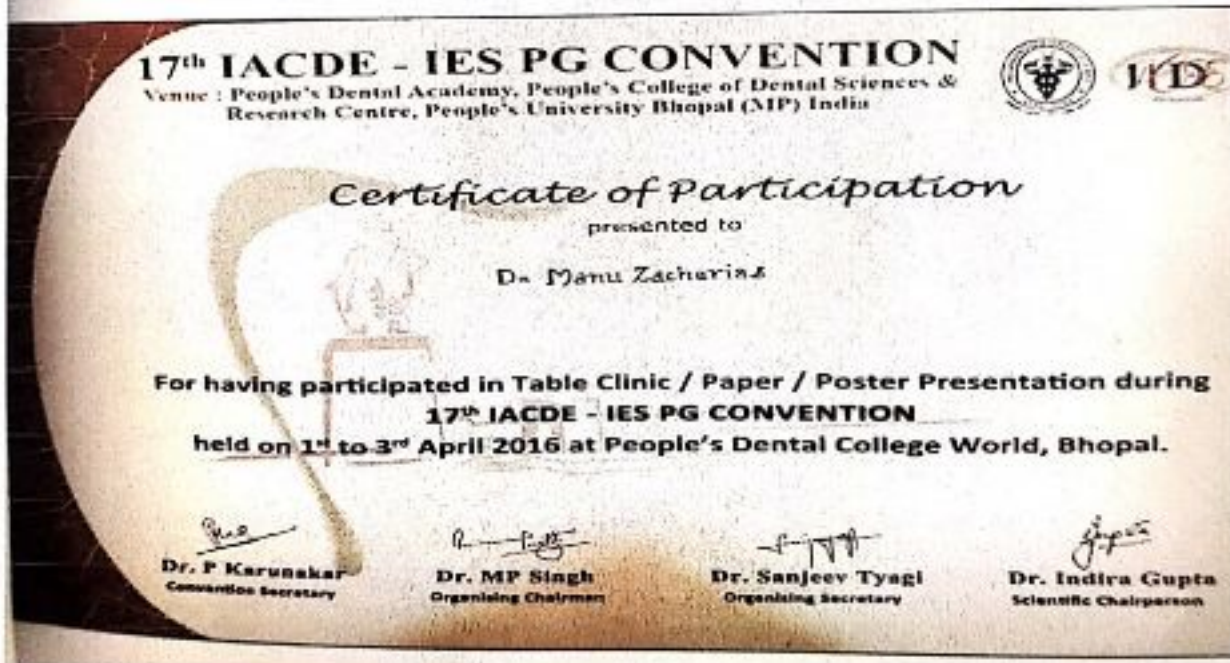 17th IACDE - IES PG CONVENTION
Venue : People's Dental Academy, People's College of Dental Sciences &
Research Centre, People's University Bhopal (MP) India
Certificate of Participation
presented to
Dr Manu Zacharias
For having participated in Table Clinic / Paper / Poster Presentation during
17th IACDE - IES PG CONVENTION
held on 1st to 3rd April 2016 at People's Dental College World, Bhopal.
Dr. P Karunakar
Convention Secretary
Dr. MP Singh
Organising Chairman
Dr. Sanjeev Tyagi
Organising Secretary
Dr. Indira Gupta
Scientific Chairperson